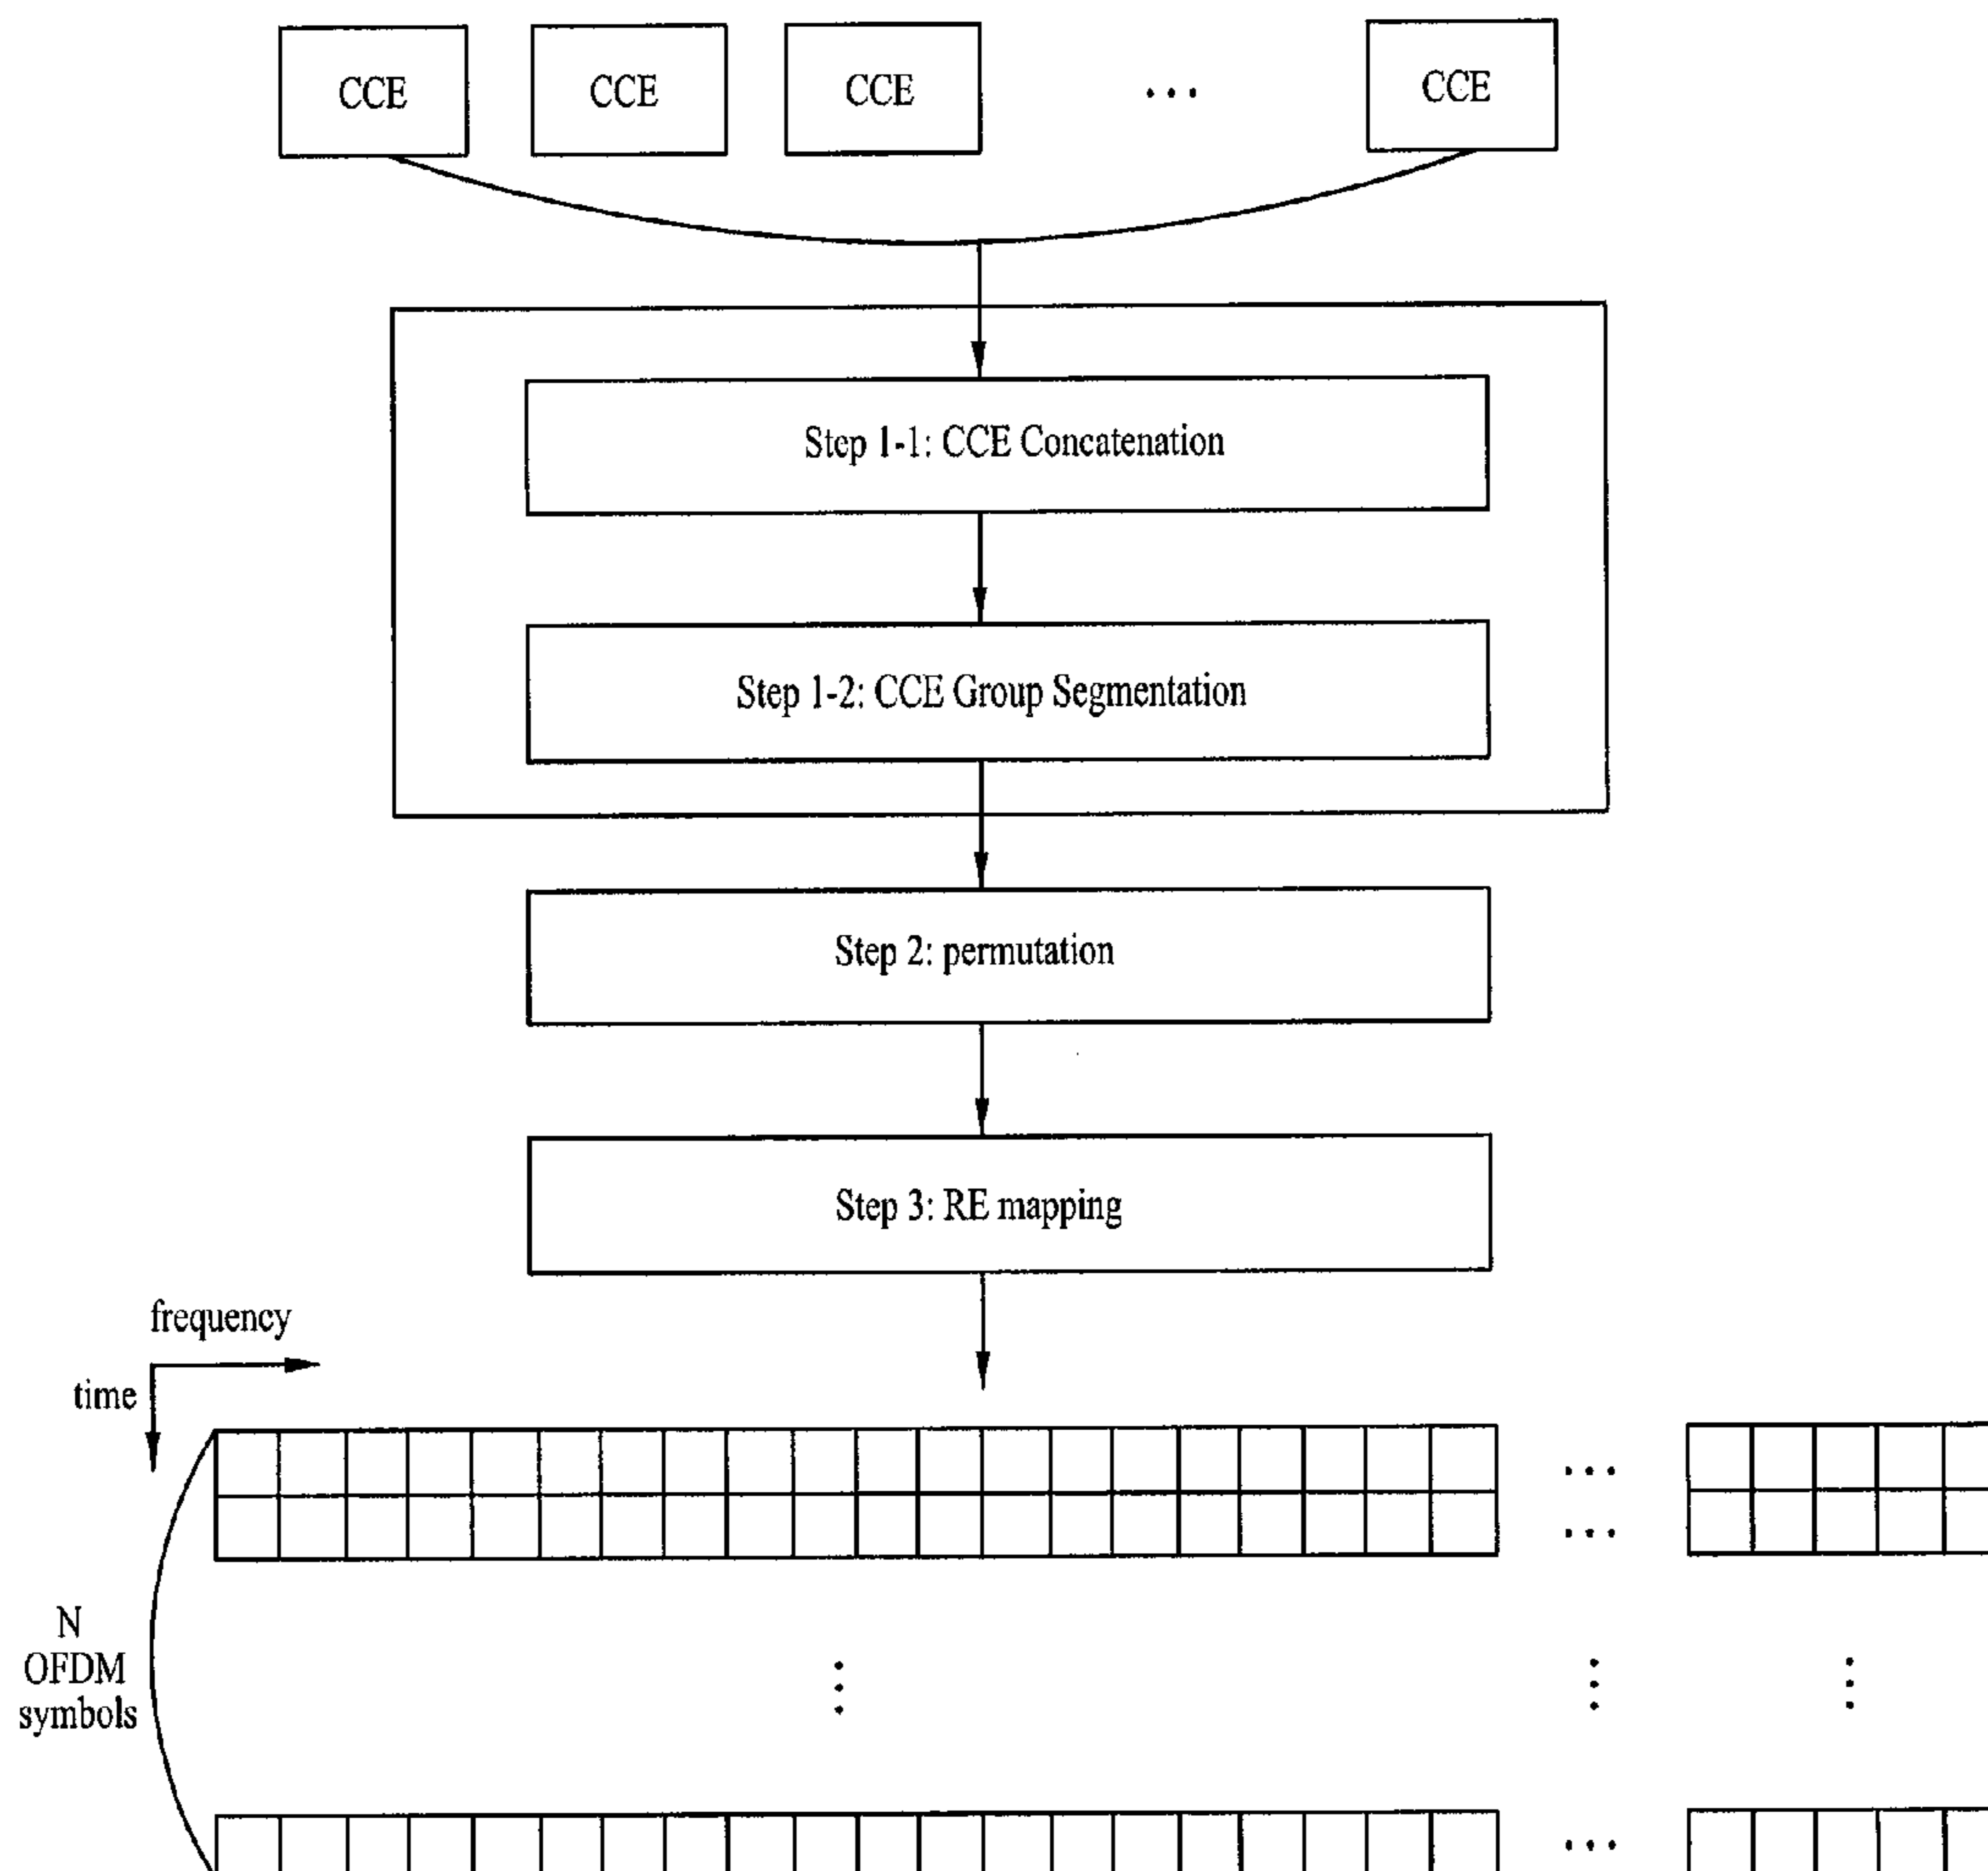 CCE CCE CCE ... CCE
Step 1-1: CCE Concatenation
Step 1-2: CCE Group Segmentation
Step 2: permutation
Step 3: RE mapping
frequency
time
N
OFDM
symbols